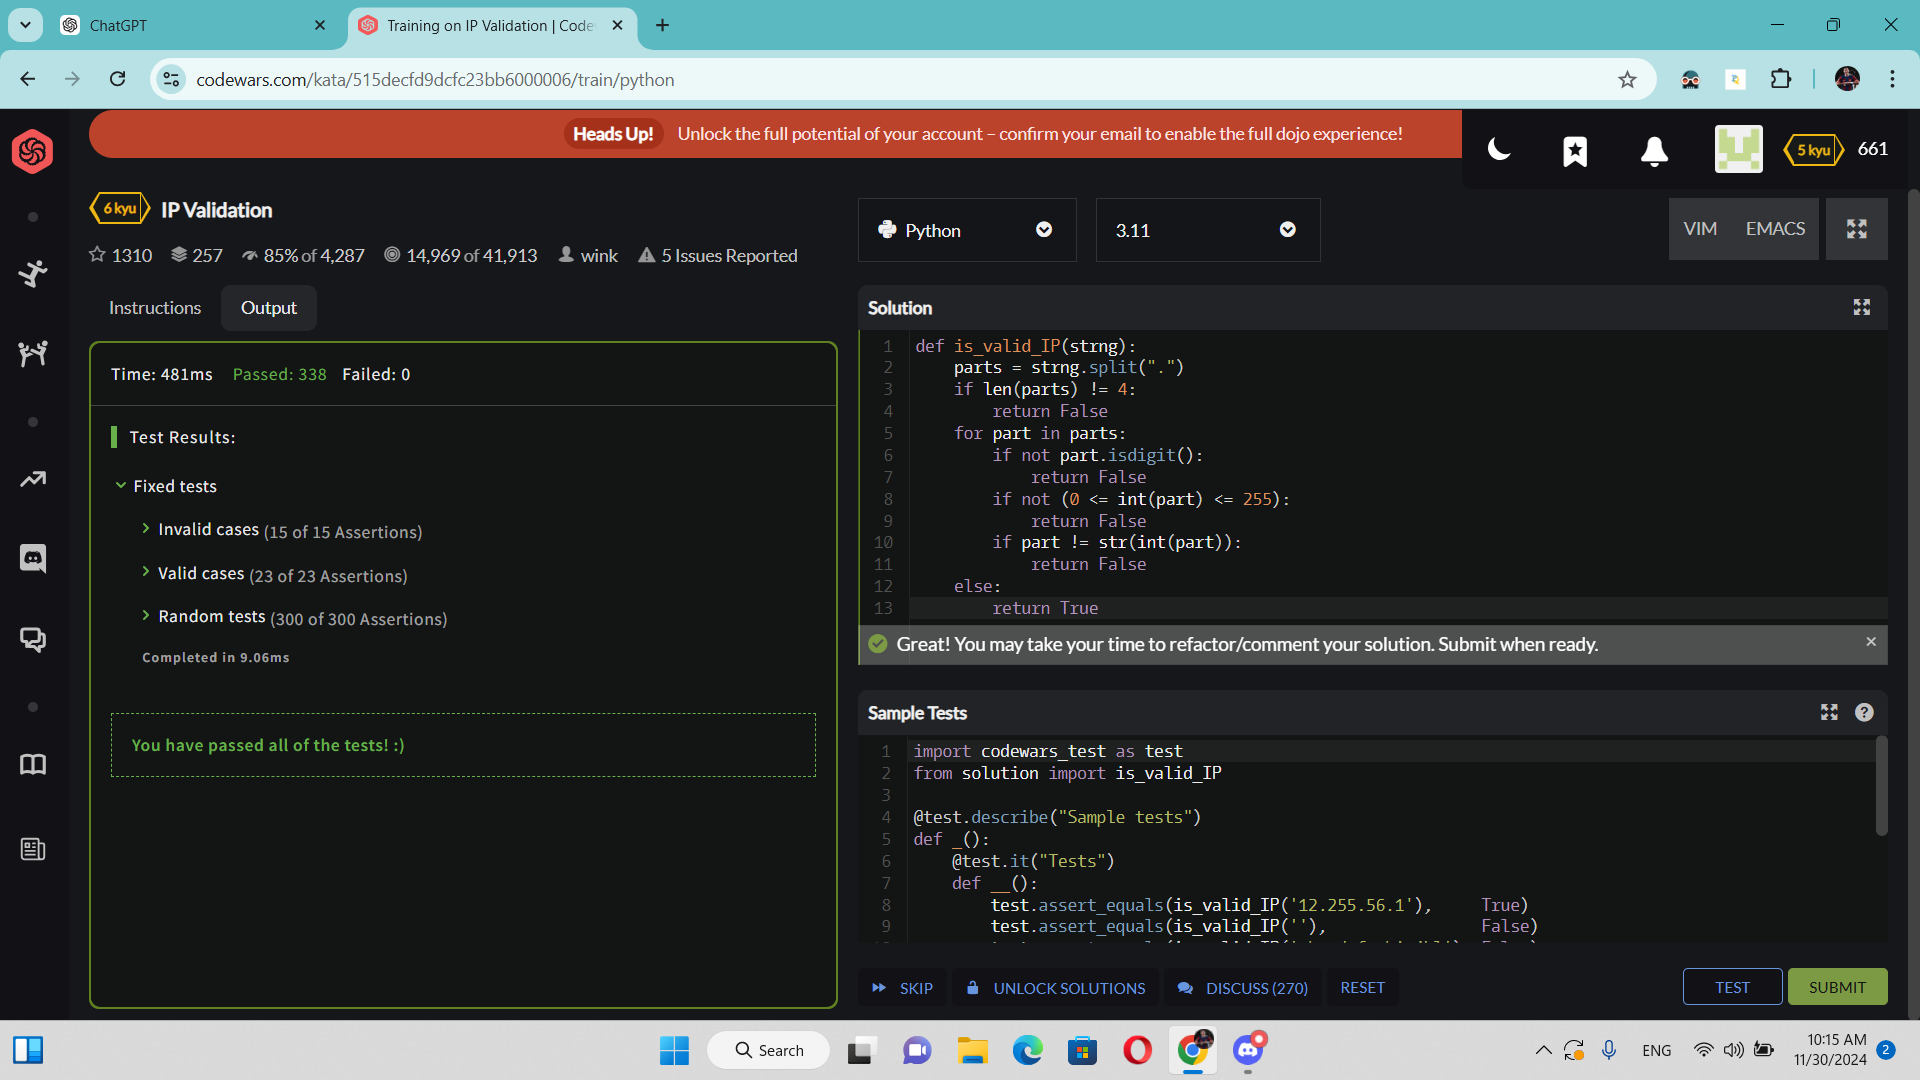 ChatGPT
Training on IP Validation | Code
codewars.com/kata/515decfd9dcfc23bb6000006/train/python
Heads Up! Unlock the full potential of your account – confirm your email to enable the full dojo experience!
5 kyu 661
6 kyu IP Validation
1310 257 85% of 4,287 14,969 of 41,913 wink 5 Issues Reported
Python
3.11
VIM EMACS
Instructions Output
Time: 481ms Passed: 338 Failed: 0
Test Results:
Fixed tests
Invalid cases (15 of 15 Assertions)
Valid cases (23 of 23 Assertions)
Random tests (300 of 300 Assertions)
Completed in 9.06ms
You have passed all of the tests! :)
Solution
1 def is_valid_IP(strng):
2 parts = strng.split(".")
3 if len(parts) != 4:
4 return False
5 for part in parts:
6 if not part.isdigit():
7 return False
8 if not (0 <= int(part) <= 255):
9 return False
10 if part != str(int(part)):
11 return False
12 else:
13 return True
Great! You may take your time to refactor/comment your solution. Submit when ready.
Sample Tests
1 import codewars_test as test
2 from solution import is_valid_IP
3
4 @test.describe("Sample tests")
5 def _():
6 @test.it("Tests")
7 def __():
8 test.assert_equals(is_valid_IP('12.255.56.1'), True)
9 test.assert_equals(is_valid_IP(''), False)
SKIP UNLOCK SOLUTIONS DISCUSS (270) RESET
TEST SUBMIT
Search
ENG
10:15 AM
11/30/2024
2